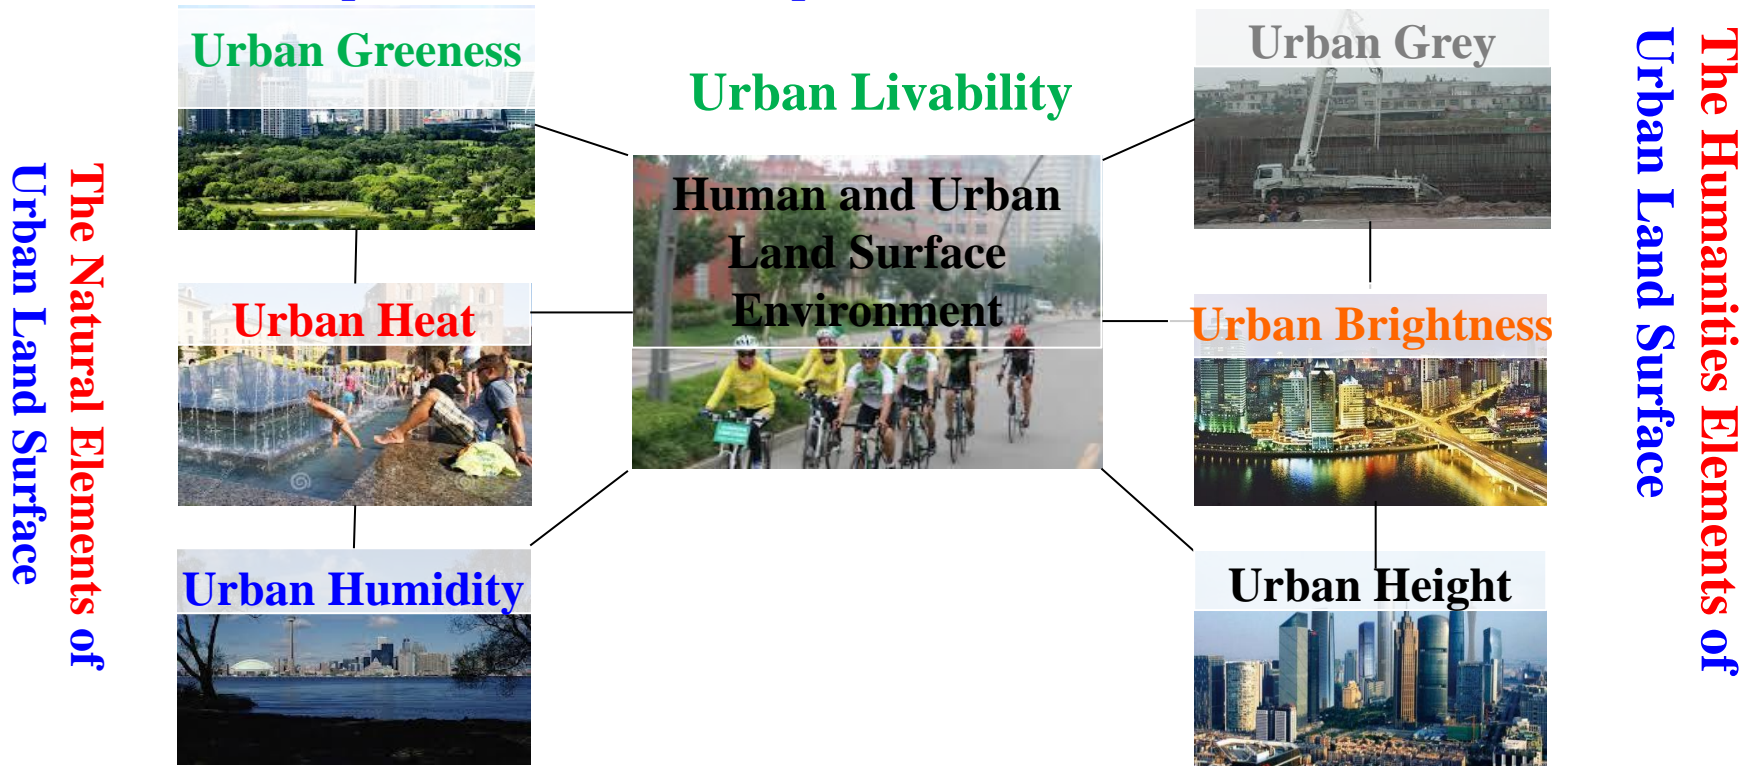 Urban Greeness
Urban Grey
Urban Livability
Human and Urban
Land Surface
Environment
Urban Heat
Urban Brightness
Urban Humidity
Urban Height
The Natural Elements of
Urban Land Surface
The Humanities Elements of
Urban Land Surface